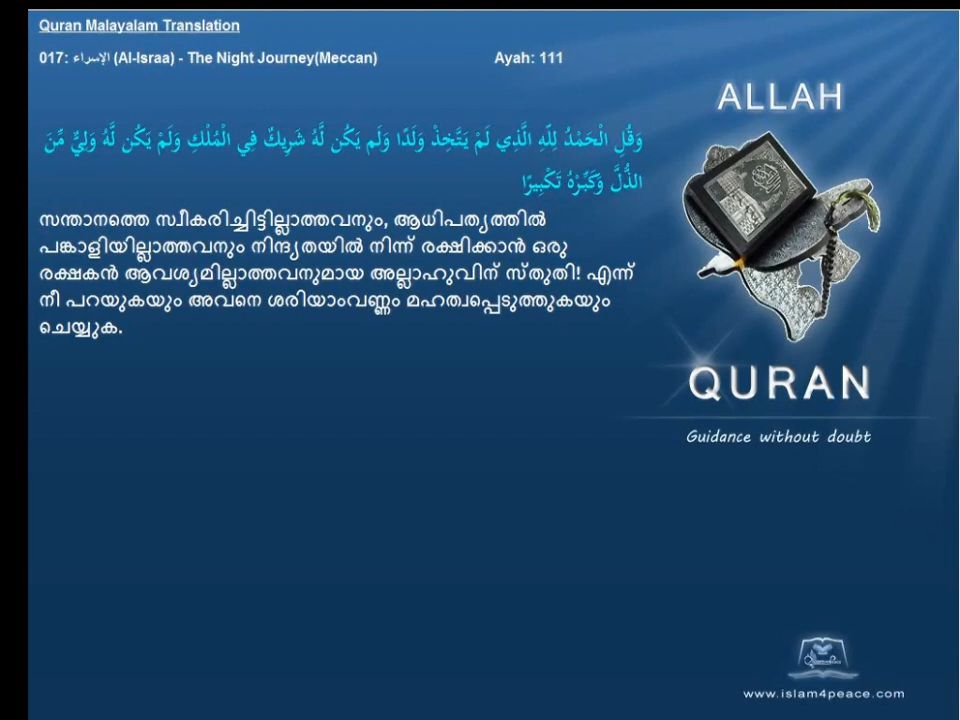 Quran Malayalam Translation
017: الإسراء (Al-Israa) - The Night Journey(Meccan) Ayah: 111
وَقُلِ الْحَمْدُ لِلَّهِ الَّذِي لَمْ يَتَّخِذْ وَلَدًا وَلَم يَكُن لَّهُ شَرِيكٌ فِي الْمُلْكِ وَلَمْ يَكُن لَّهُ وَلِيٌّ مِّنَ
الذُّلَّ وَكَبِّرْهُ تَكْبِيرًا
സന്താനത്തെ സ്വീകരിച്ചിട്ടില്ലാത്തവനും, ആധിപത്യത്തിൽ
പങ്കാളിയില്ലാത്തവനും നിന്ദ്യതയിൽ നിന്ന് രക്ഷിക്കാൻ ഒരു
രക്ഷകൻ ആവശ്യമില്ലാത്തവനുമായ അല്ലാഹുവിന് സ്തുതി! എന്ന്
നീ പറയുകയും അവനെ ശരിയാംവണ്ണം മഹത്വപ്പെടുത്തുകയും
ചെയ്യുക.
ALLAH
QURAN
Guidance without doubt
www.islam4peace.com